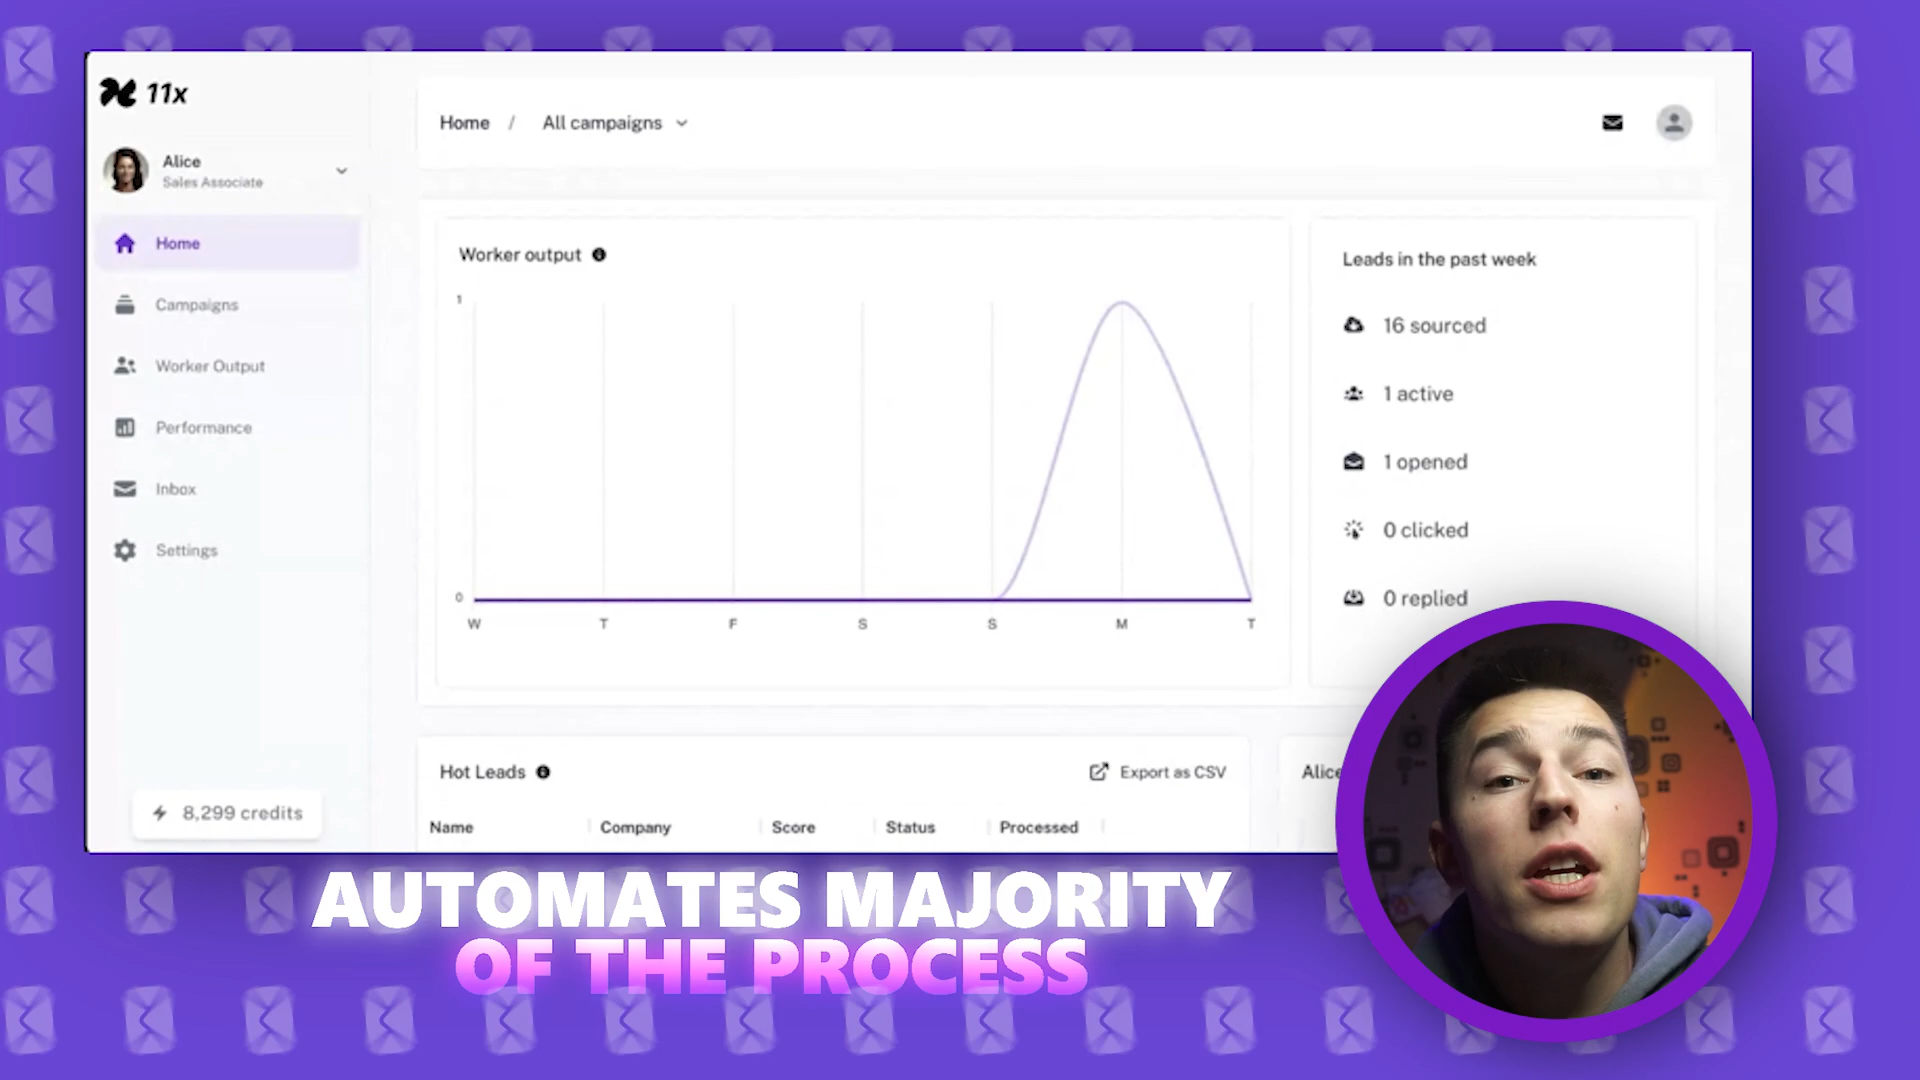 11x
Alice
Sales Associate
Home
Campaigns
Worker Output
Performance
Inbox
Settings
8,299 credits
Home / All campaigns
Worker output
1
0
W T F S S M T
Leads in the past week
16 sourced
1 active
1 opened
0 clicked
0 replied
Hot Leads
Export as CSV
Name Company Score Status Processed
Alice
AUTOMATES MAJORITY
OF THE PROCESS